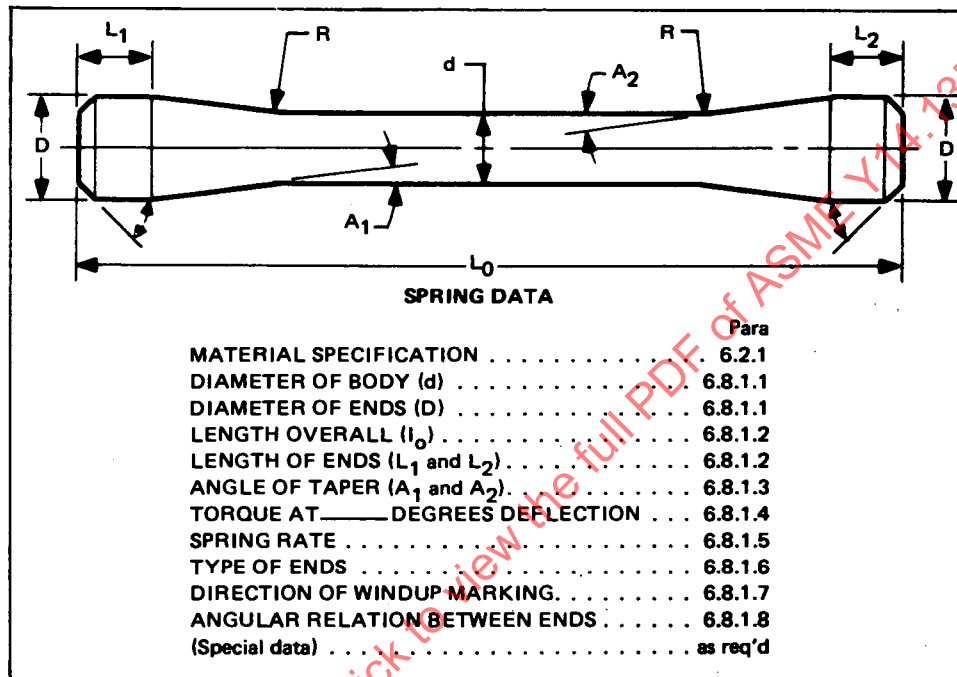 L1 R R L2
d A2
D D
A1
L0
SPRING DATA
Para
MATERIAL SPECIFICATION . . . . . . . . . . . . . . 6.2.1
DIAMETER OF BODY (d) . . . . . . . . . . . . . . . . 6.8.1.1
DIAMETER OF ENDS (D) . . . . . . . . . . . . . . . . 6.8.1.1
LENGTH OVERALL (lo) . . . . . . . . . . . . . . . . . 6.8.1.2
LENGTH OF ENDS (L1 and L2). . . . . . . . . . . . . 6.8.1.2
ANGLE OF TAPER (A1 and A2). . . . . . . . . . . . . 6.8.1.3
TORQUE AT_____ DEGREES DEFLECTION . . . 6.8.1.4
SPRING RATE . . . . . . . . . . . . . . . . . . . . . . 6.8.1.5
TYPE OF ENDS . . . . . . . . . . . . . . . . . . . . . 6.8.1.6
DIRECTION OF WINDUP MARKING. . . . . . . . . . 6.8.1.7
ANGULAR RELATION BETWEEN ENDS . . . . . . 6.8.1.8
(Special data) . . . . . . . . . . . . . . . . . . . . . . as req'd
ick to view the full PDF of ASME Y14.13